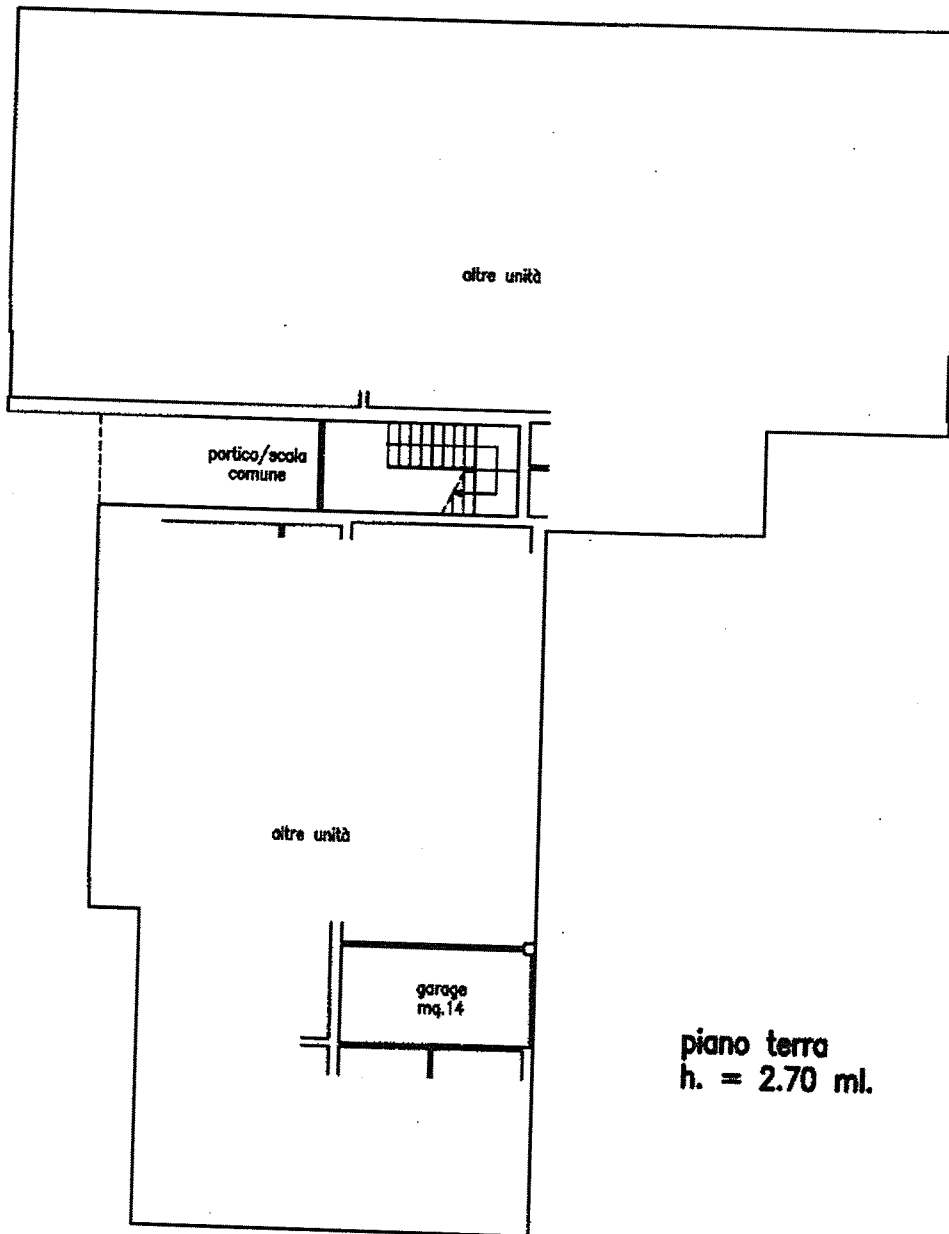 altre unità
portico/scala
comune
altre unità
garage
mq.14
piano terra
h. = 2.70 ml.